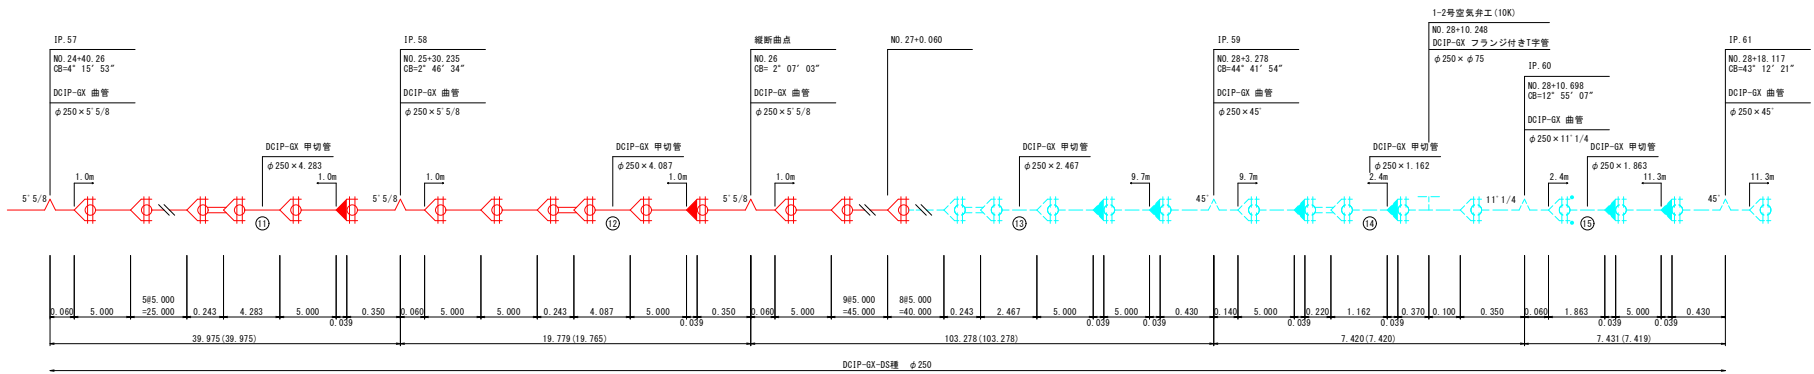 IP.57
NO.24+40.26
CB=4° 15′ 53″
DCIP-GX 曲管
φ250×5°5/8
IP.58
NO.25+30.235
CB=2° 46′ 34″
DCIP-GX 曲管
φ250×5°5/8
縦断曲点
NO.26
CB= 2° 07′ 03″
DCIP-GX 曲管
φ250×5°5/8
NO.27+0.060
IP.59
NO.28+3.278
CB=44° 41′ 54″
DCIP-GX 曲管
φ250×45°
1-2号空気弁工(10K)
NO.28+10.248
DCIP-GX フランジ付きT字管
φ250×φ75
IP.60
NO.28+10.698
CB=12° 55′ 07″
DCIP-GX 曲管
φ250×11°1/4
IP.61
NO.28+18.117
CB=43° 12′ 21″
DCIP-GX 曲管
φ250×45°
DCIP-GX 甲切管
φ250×4.283
DCIP-GX 甲切管
φ250×4.087
DCIP-GX 甲切管
φ250×2.467
DCIP-GX 甲切管
φ250×1.162
DCIP-GX 甲切管
φ250×1.863
1.0m 1.0m 1.0m 1.0m 1.0m 9.7m 9.7m 2.4m 2.4m 11.3m 11.3m
5°5/8 5°5/8 5°5/8 45° 11°1/4 45°
⑪ ⑫ ⑬ ⑭ ⑮
5@5.000 9@5.000 8@5.000
0.060 5.000 =25.000 0.243 4.283 5.000 0.350 0.060 5.000 5.000 0.243 4.087 5.000 0.350 0.060 5.000 =45.000 =40.000 0.243 2.467 5.000 5.000 0.430 0.140 5.000 0.220 1.162 0.370 0.100 0.350 0.060 1.863 5.000 0.430
0.039 0.039 0.039 0.039 0.039 0.039 0.039 0.039
39.975(39.975) 19.779(19.765) 103.278(103.278) 7.420(7.420) 7.431(7.419)
DCIP-GX-DS種 φ250